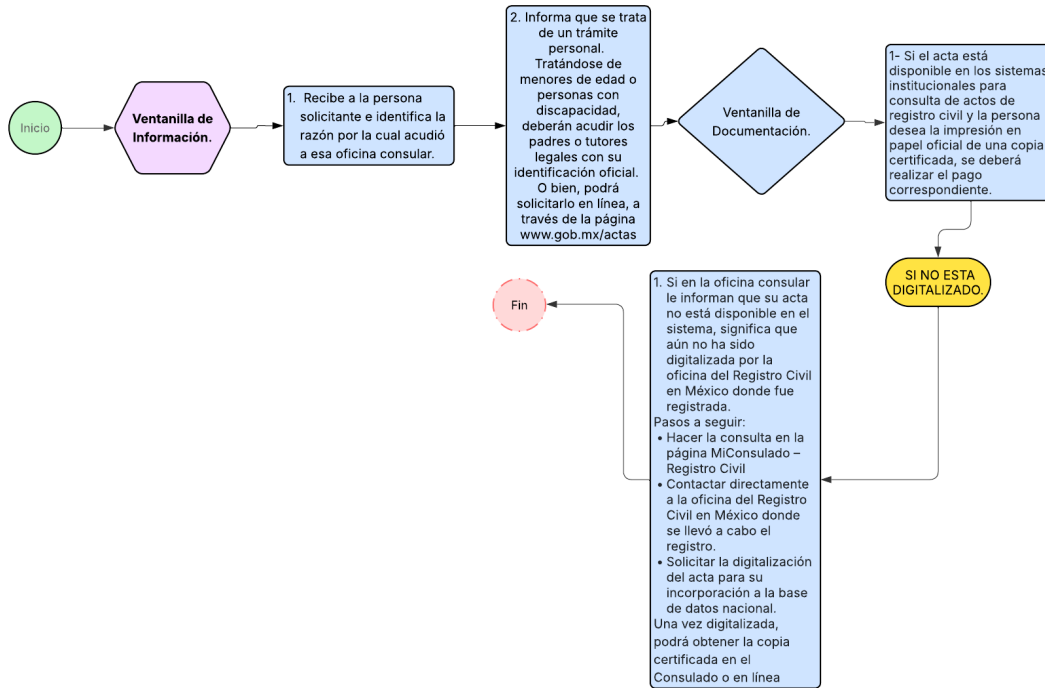 Inicio
Ventanilla de
Información.
1. Recibe a la persona
solicitante e identifica la
razón por la cual acudió
a esa oficina consular.
2. Informa que se trata
de un trámite
personal.
Tratándose de
menores de edad o
personas con
discapacidad,
deberán acudir los
padres o tutores
legales con su
identificación oficial.
O bien, podrá
solicitarlo en línea, a
través de la página
www.gob.mx/actas
Ventanilla de
Documentación.
1- Si el acta está
disponible en los sistemas
institucionales para
consulta de actos de
registro civil y la persona
desea la impresión en
papel oficial de una copia
certificada, se deberá
realizar el pago
correspondiente.
SI NO ESTA
DIGITALIZADO.
1. Si en la oficina consular
le informan que su acta
no está disponible en el
sistema, significa que
aún no ha sido
digitalizada por la
oficina del Registro Civil
en México donde fue
registrada.
Pasos a seguir:
• Hacer la consulta en la
página MiConsulado –
Registro Civil
• Contactar directamente
a la oficina del Registro
Civil en México donde
se llevó a cabo el
registro.
• Solicitar la digitalización
del acta para su
incorporación a la base
de datos nacional.
Una vez digitalizada,
podrá obtener la copia
certificada en el
Consulado o en línea
Fin